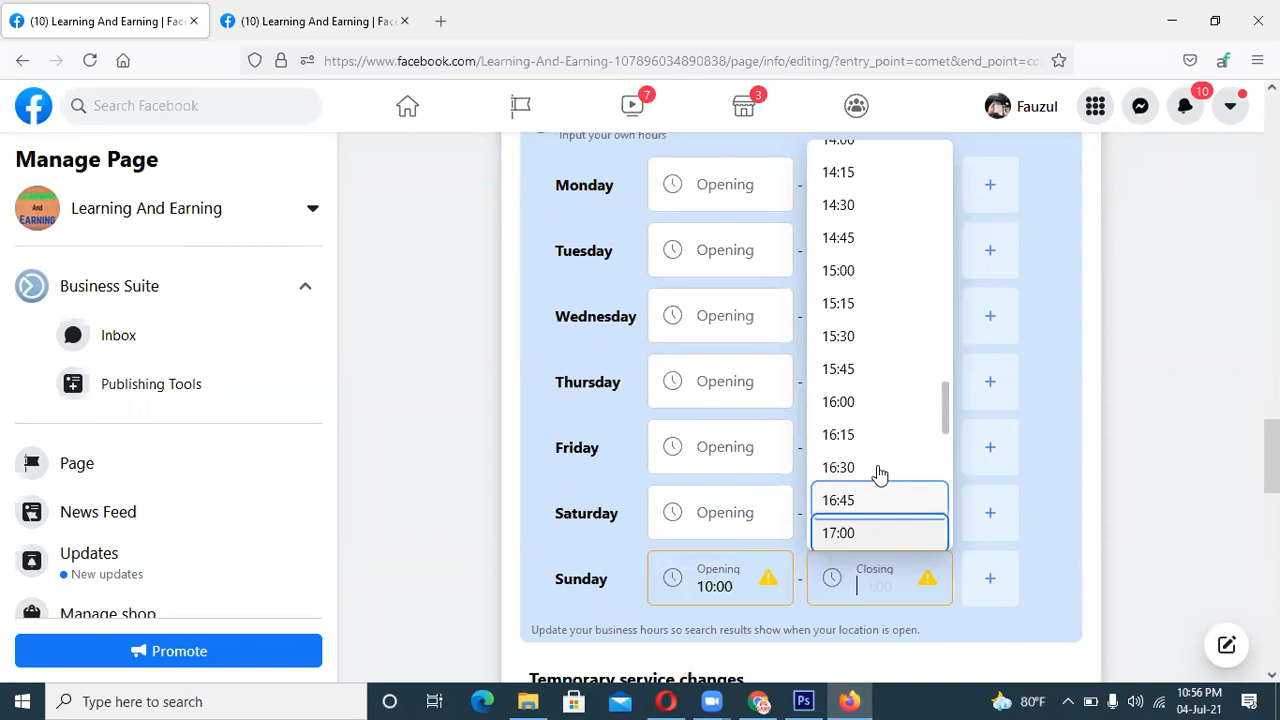 (10) Learning And Earning | Fac
(10) Learning And Earning | Fac
https://www.facebook.com/Learning-And-Earning-107896034890838/page/info/editing/?entry_point=comet&end_point=co
Search Facebook
7
3
Fauzul
10
Manage Page
Learning And Earning
Business Suite
Inbox
Publishing Tools
Page
News Feed
Updates
New updates
Manage shop
Promote
Input your own hours
Monday
Opening
-
Tuesday
Opening
-
Wednesday
Opening
-
Thursday
Opening
-
Friday
Opening
-
Saturday
Opening
-
Sunday
Opening
10:00
-
Closing
14:00
14:15
14:30
14:45
15:00
15:15
15:30
15:45
16:00
16:15
16:30
16:45
17:00
Update your business hours so search results show when your location is open.
Temporary service changes
Type here to search
80°F
10:56 PM
04-Jul-21